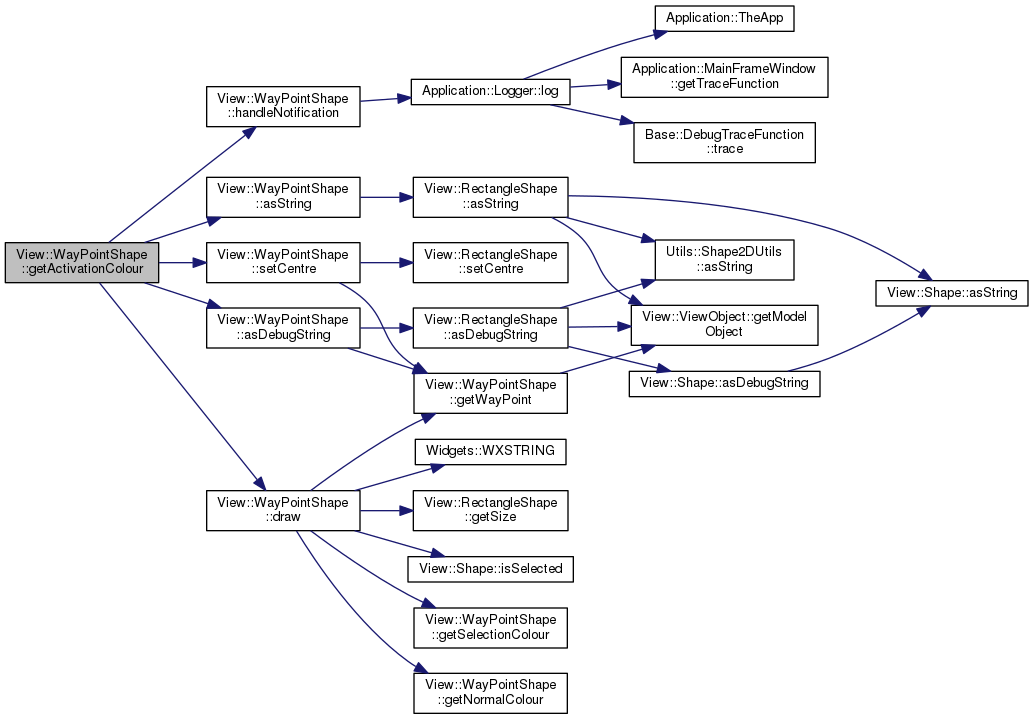 View::WayPointShape
::getActivationColour
View::WayPointShape
::handleNotification
View::WayPointShape
::asString
View::WayPointShape
::setCentre
View::WayPointShape
::asDebugString
View::WayPointShape
::draw
Application::Logger::log
View::RectangleShape
::asString
View::RectangleShape
::setCentre
View::RectangleShape
::asDebugString
View::WayPointShape
::getWayPoint
Widgets::WXSTRING
View::RectangleShape
::getSize
View::Shape::isSelected
View::WayPointShape
::getSelectionColour
View::WayPointShape
::getNormalColour
Application::TheApp
Application::MainFrameWindow
::getTraceFunction
Base::DebugTraceFunction
::trace
Utils::Shape2DUtils
::asString
View::ViewObject::getModel
Object
View::Shape::asDebugString
View::Shape::asString